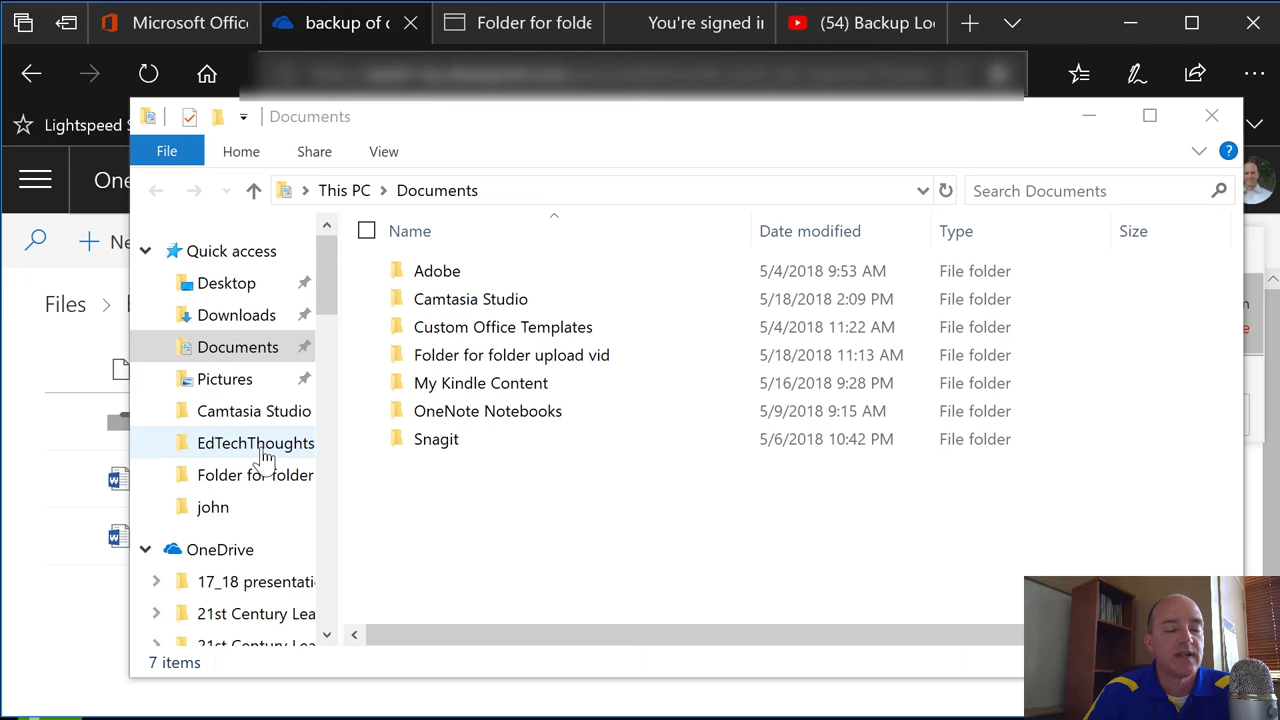 Microsoft Office
backup of
Folder for folde
You're signed i
(54) Backup Lo
Lightspeed S
Documents
File
Home
Share
View
?
One
This PC
Documents
Search Documents
Name
Date modified
Type
Size
Ne
Quick access
Adobe
5/4/2018 9:53 AM
File folder
Desktop
Camtasia Studio
5/18/2018 2:09 PM
File folder
Files
Downloads
Custom Office Templates
5/4/2018 11:22 AM
File folder
Documents
Folder for folder upload vid
5/18/2018 11:13 AM
File folder
Pictures
My Kindle Content
5/16/2018 9:28 PM
File folder
Camtasia Studio
OneNote Notebooks
5/9/2018 9:15 AM
File folder
EdTechThoughts
Snagit
5/6/2018 10:42 PM
File folder
Folder for folder
john
OneDrive
17_18 presentati
21st Century Lea
21st Century Lea
7 items